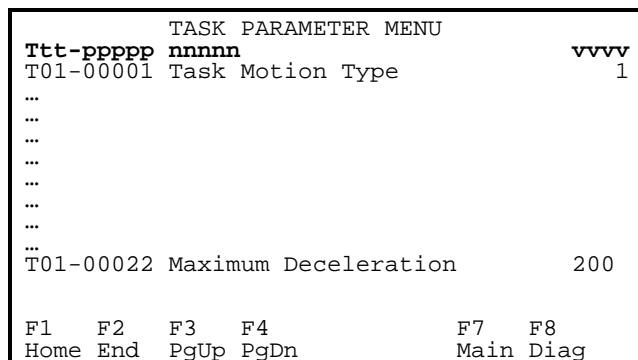 TASK PARAMETER MENU
Ttt-ppppp nnnnn vvvv
T01-00001 Task Motion Type 1
…
…
…
…
…
…
…
…
…
T01-00022 Maximum Deceleration 200
F1 F2 F3 F4 F7 F8
Home End PgUp PgDn Main Diag